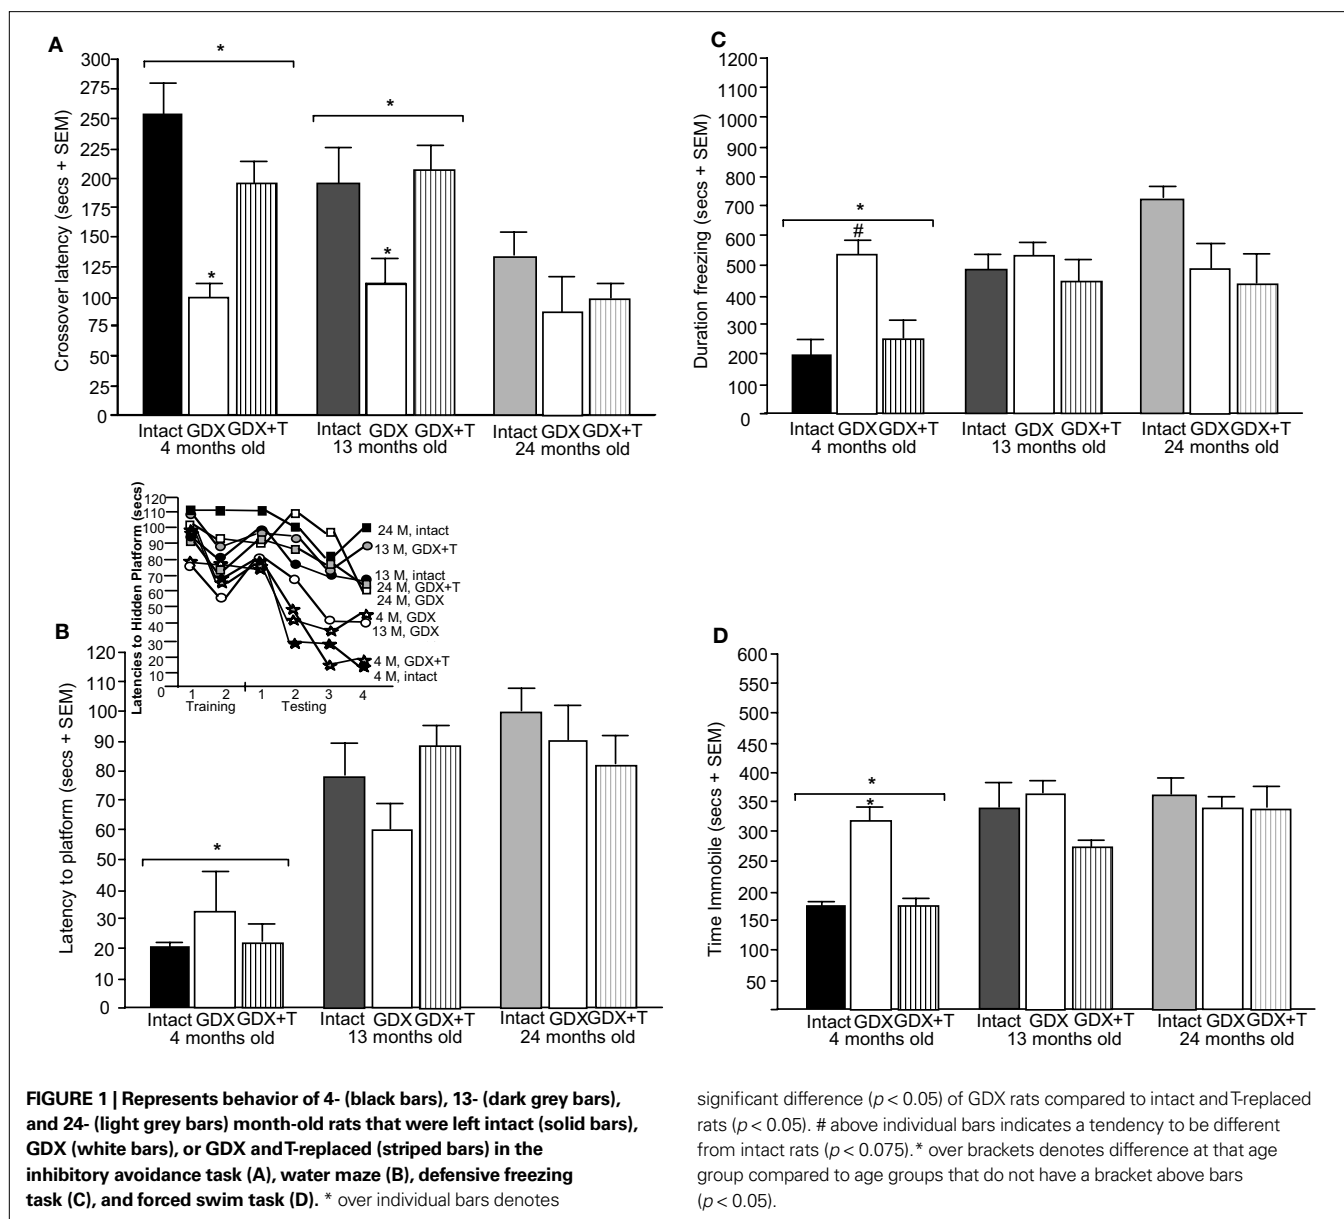 A
Crossover latency (secs + SEM)
300
275
250
225
200
175
150
125
100
75
50
25
0
*
*
*
*
Intact GDX GDX+T
4 months old
Intact GDX GDX+T
13 months old
Intact GDX GDX+T
24 months old
C
Duration freezing (secs + SEM)
1200
1100
1000
900
800
700
600
500
400
300
200
100
0
*
#
Intact GDX GDX+T
4 months old
Intact GDX GDX+T
13 months old
Intact GDX GDX+T
24 months old
Latencies to Hidden Platform (secs)
120
110
100
90
80
70
60
50
40
30
20
10
0
1 2 1 2 3 4
Training Testing
24 M, intact
13 M, GDX+T
13 M, intact
24 M, GDX+T
24 M, GDX
4 M, GDX
13 M, GDX
4 M, GDX+T
4 M, intact
B
Latency to platform (secs + SEM)
120
100
90
80
70
60
50
40
30
20
10
0
*
Intact GDX GDX+T
4 months old
Intact GDX GDX+T
13 months old
Intact GDX GDX+T
24 months old
D
Time Immobile (secs + SEM)
600
550
500
450
400
350
300
250
200
150
100
50
*
*
Intact GDX GDX+T
4 months old
Intact GDX GDX+T
13 months old
Intact GDX GDX+T
24 months old
FIGURE 1 | Represents behavior of 4- (black bars), 13- (dark grey bars),
and 24- (light grey bars) month-old rats that were left intact (solid bars),
GDX (white bars), or GDX and T-replaced (striped bars) in the
inhibitory avoidance task (A), water maze (B), defensive freezing
task (C), and forced swim task (D). * over individual bars denotes
significant difference (p < 0.05) of GDX rats compared to intact and T-replaced
rats (p < 0.05). # above individual bars indicates a tendency to be different
from intact rats (p < 0.075). * over brackets denotes difference at that age
group compared to age groups that do not have a bracket above bars
(p < 0.05).